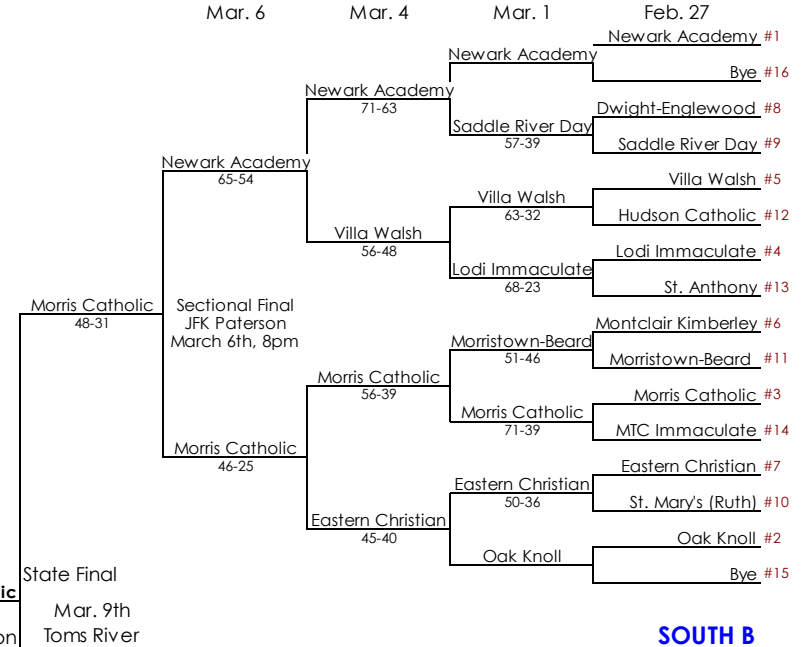 Mar. 6 Mar. 4 Mar. 1 Feb. 27
Newark Academy #1
Newark Academy
Bye #16
Newark Academy
71-63
Dwight-Englewood #8
Saddle River Day
57-39
Saddle River Day #9
Newark Academy
65-54
Villa Walsh #5
Villa Walsh
63-32
Hudson Catholic #12
Villa Walsh
56-48
Lodi Immaculate #4
Lodi Immaculate
68-23
St. Anthony #13
Morris Catholic
48-31
Sectional Final
JFK Paterson
March 6th, 8pm
Montclair Kimberley #6
Morristown-Beard
51-46
Morristown-Beard #11
Morris Catholic
56-39
Morris Catholic #3
Morris Catholic
71-39
MTC Immaculate #14
Morris Catholic
46-25
Eastern Christian #7
Eastern Christian
50-36
St. Mary's (Ruth) #10
Eastern Christian
45-40
Oak Knoll #2
Oak Knoll
Bye #15
State Final
ic
Mar. 9th
on Toms River
SOUTH B